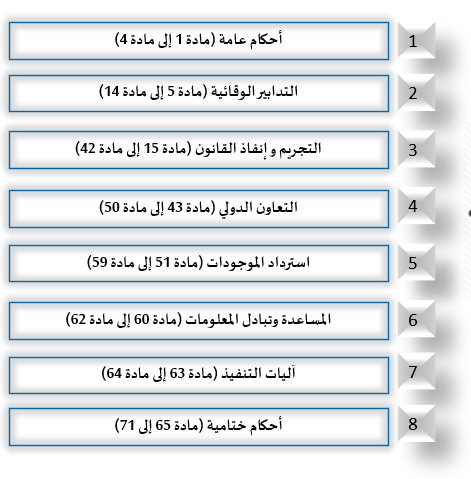 1 أحكام عامة (مادة 1 إلى مادة 4)
2 التدابير الوقائية (مادة 5 إلى مادة 14)
3 التجريم وإنفاذ القانون (مادة 15 إلى مادة 42)
4 التعاون الدولي (مادة 43 إلى مادة 50)
5 استرداد الموجودات (مادة 51 إلى مادة 59)
6 المساعدة وتبادل المعلومات (مادة 60 إلى مادة 62)
7 آليات التنفيذ (مادة 63 إلى مادة 64)
8 أحكام ختامية (مادة 65 إلى 71)